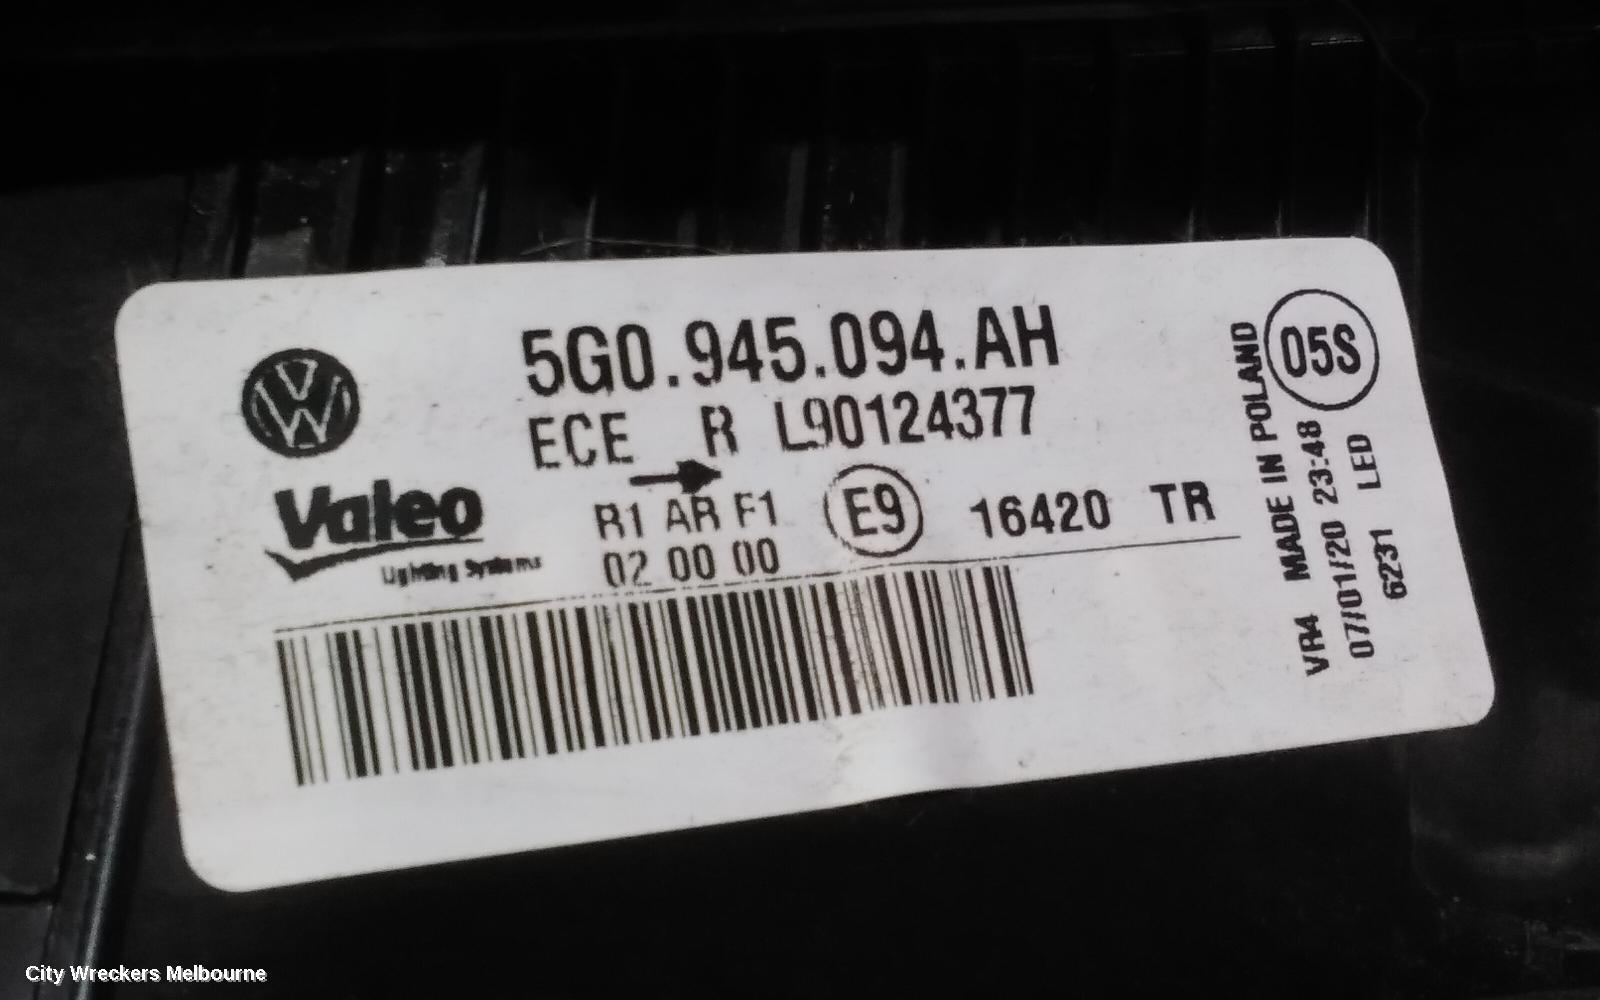 5G0.945.094.AH
ECE R L90124377
Valeo
Lighting Systems
R1 AR F1
02 00 00
E9
16420 TR
05S
VR4 MADE IN POLAND
07/01/20 23:48
6231 LED
City Wreckers Melbourne